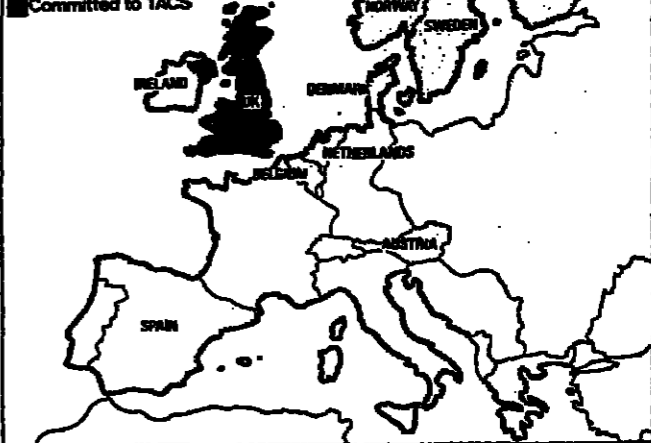 Committed to TACS
NORWAY
SWEDEN
IRELAND
DENMARK
UK
NETHERLANDS
BELGIUM
AUSTRIA
SPAIN